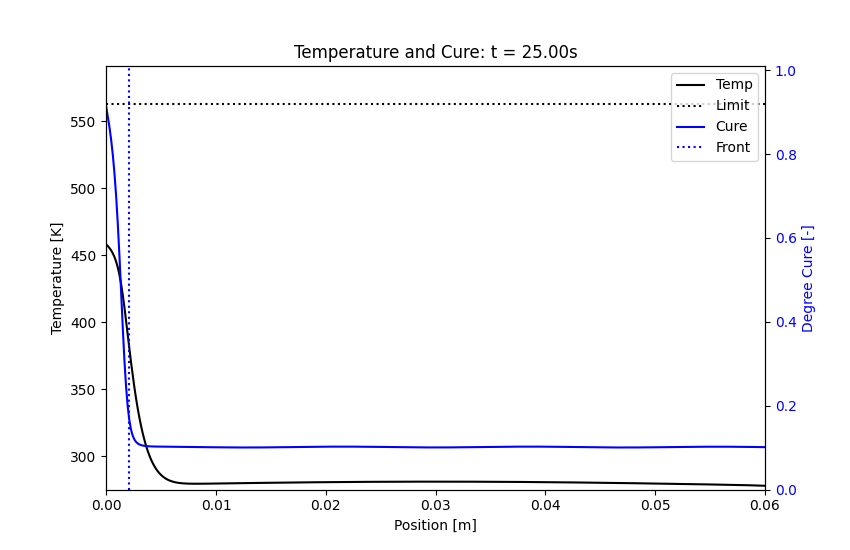 Temperature and Cure: t = 25.00s
Temp
Limit
Cure
Front
Temperature [K]
550
500
450
400
350
300
1.0
0.8
0.6
0.4
0.2
0.0
Degree Cure [-]
0.00
0.01
0.02
0.03
0.04
0.05
0.06
Position [m]